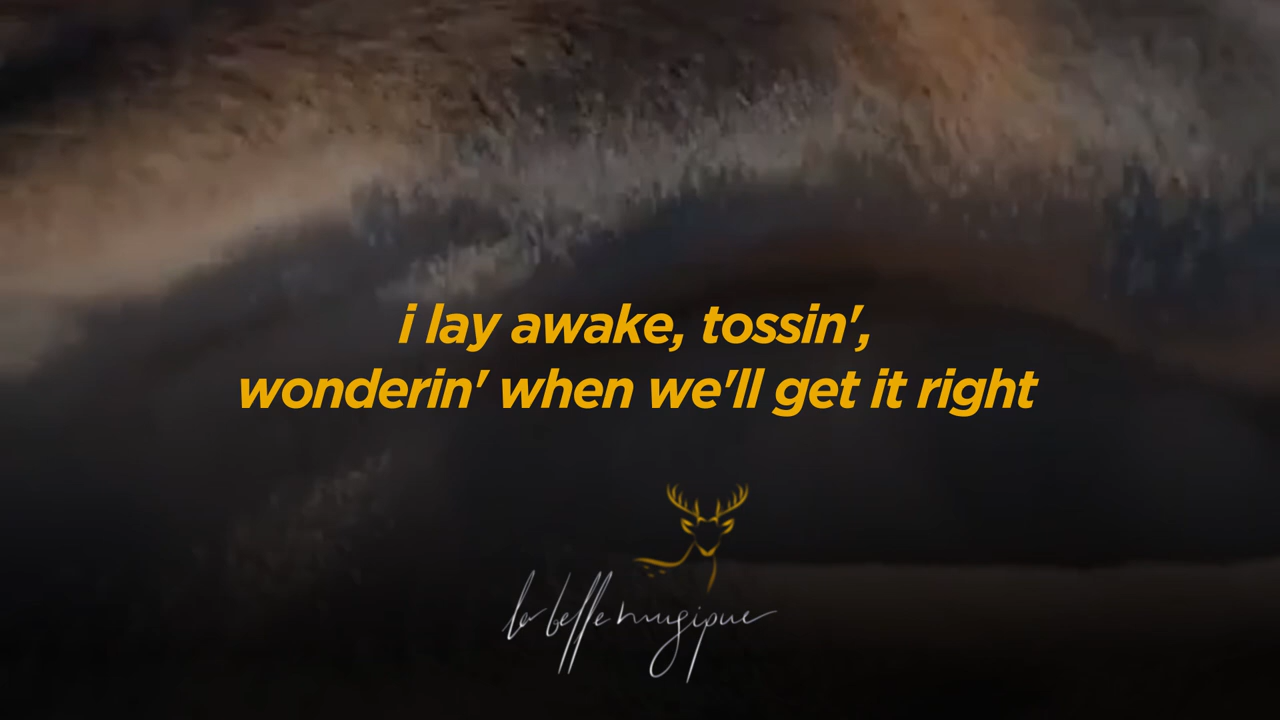 i lay awake, tossin',
wonderin' when we'll get it right
la belle musique